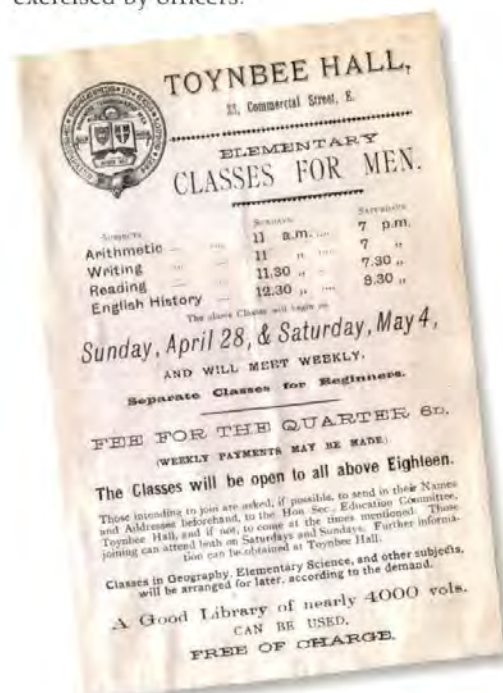 exercised by officers.
TOYNBEE HALL,
28, Commercial Street, E.
ELEMENTARY
CLASSES FOR MEN.
SUBJECTS SUNDAYS SATURDAYS
Arithmetic 11 a.m. 7 p.m.
Writing 11 „ 7 „
Reading 11.30 „ 7.30 „
English History 12.30 „ 8.30 „
The above Classes will begin on
Sunday, April 28, & Saturday, May 4,
AND WILL MEET WEEKLY.
Separate Classes for Beginners.
FEE FOR THE QUARTER 6D.
(WEEKLY PAYMENTS MAY BE MADE)
The Classes will be open to all above Eighteen.
Those intending to join are asked, if possible, to send in their Names
and Addresses beforehand, to the Hon. Sec., Education Committee,
Toynbee Hall, and if not, to come at the times mentioned. Those
joining can attend both on Saturdays and Sundays. Further informa-
tion can be obtained at Toynbee Hall.
Classes in Geography, Elementary Science, and other subjects,
will be arranged for later, according to the demand.
A Good Library of nearly 4000 vols.
CAN BE USED,
FREE OF CHARGE.